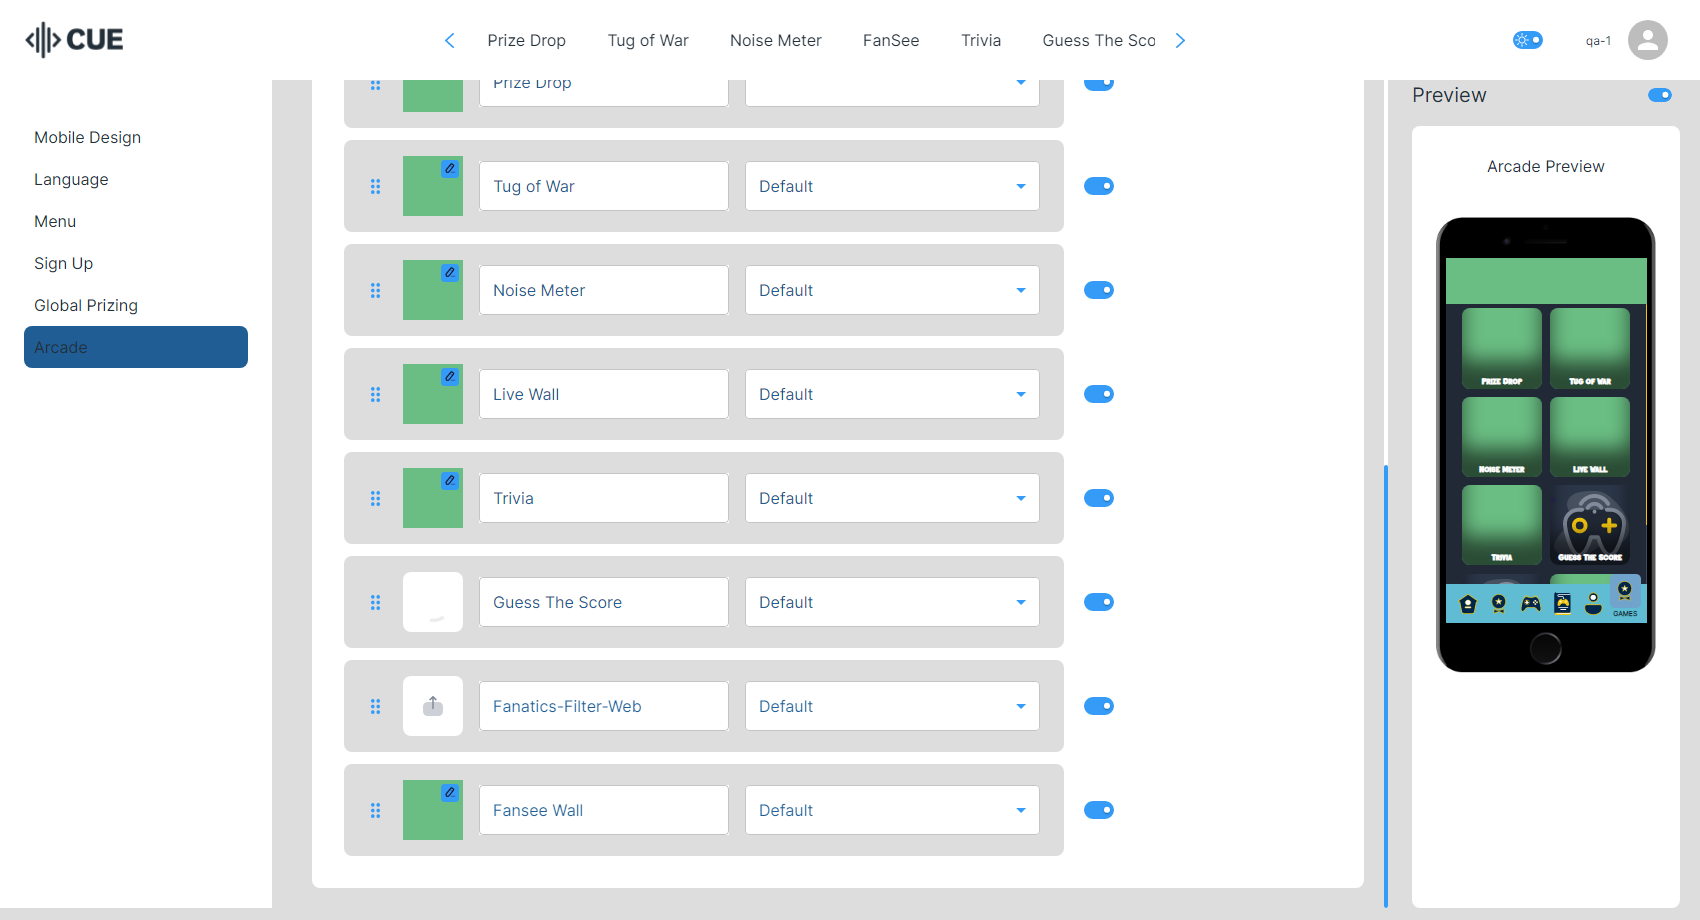 CUE
Prize Drop
Tug of War
Noise Meter
FanSee
Trivia
Guess The Sco
qa-1
Mobile Design
Language
Menu
Sign Up
Global Prizing
Arcade
Prize Drop
Tug of War
Default
Noise Meter
Default
Live Wall
Default
Trivia
Default
Guess The Score
Default
Fanatics-Filter-Web
Default
Fansee Wall
Default
Preview
Arcade Preview
Prize Drop
Tug of War
Noise Meter
Live Wall
Trivia
Guess The Score
GAMES